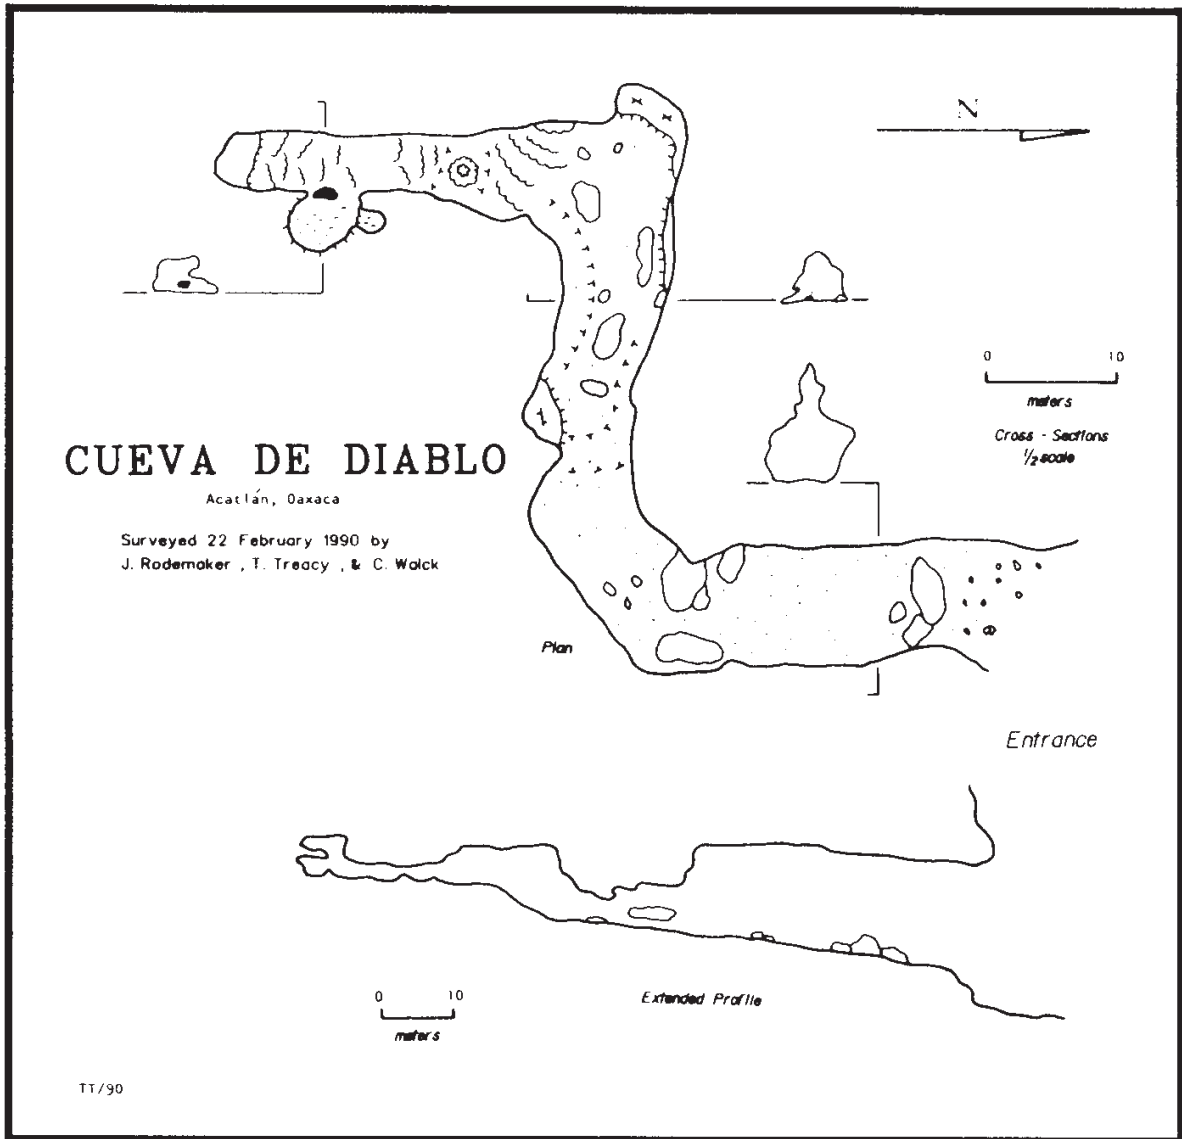 N
0 10
meters
Cross - Sections
1/2 scale
CUEVA DE DIABLO
Acatlán, Oaxaca
Surveyed 22 February 1990 by
J. Rodemaker , T. Treacy , & C. Walck
Plan
Entrance
0 10
meters
Extended Profile
TT/90